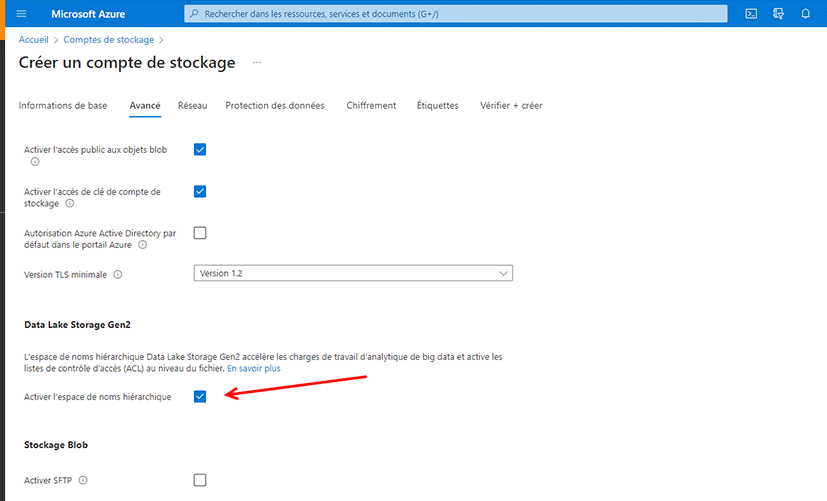 Microsoft Azure
Rechercher dans les ressources, services et documents (G+/)
Accueil > Comptes de stockage >
Créer un compte de stockage ...
Informations de base Avancé Réseau Protection des données Chiffrement Étiquettes Vérifier + créer
Activer l'accès public aux objets blob
Activer l'accès de clé de compte de
stockage
Autorisation Azure Active Directory par
défaut dans le portail Azure
Version TLS minimale
Version 1.2
Data Lake Storage Gen2
L'espace de noms hiérarchique Data Lake Storage Gen2 accélère les charges de travail d'analytique de big data et active les
listes de contrôle d'accès (ACL) au niveau du fichier. En savoir plus
Activer l'espace de noms hiérarchique
Stockage Blob
Activer SFTP